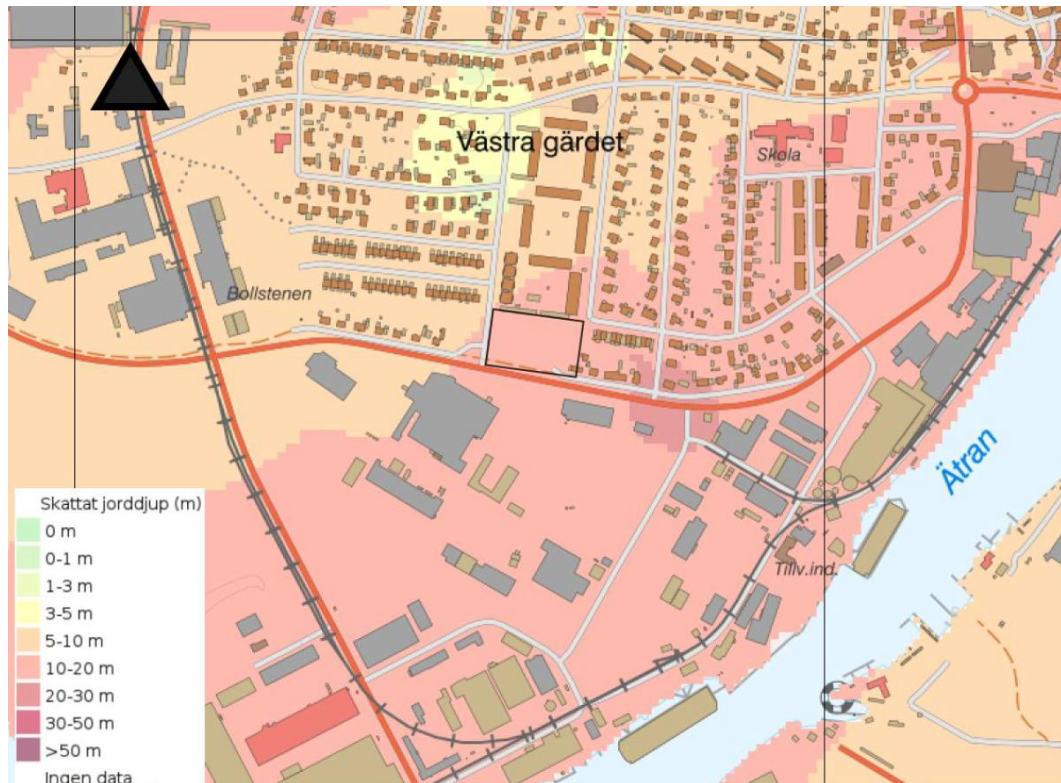 Västra gärdet
Skola
Bollstenen
Ätran
Tillv.ind.
Skattat jorddjup (m)
0 m
0-1 m
1-3 m
3-5 m
5-10 m
10-20 m
20-30 m
30-50 m
>50 m
Ingen data